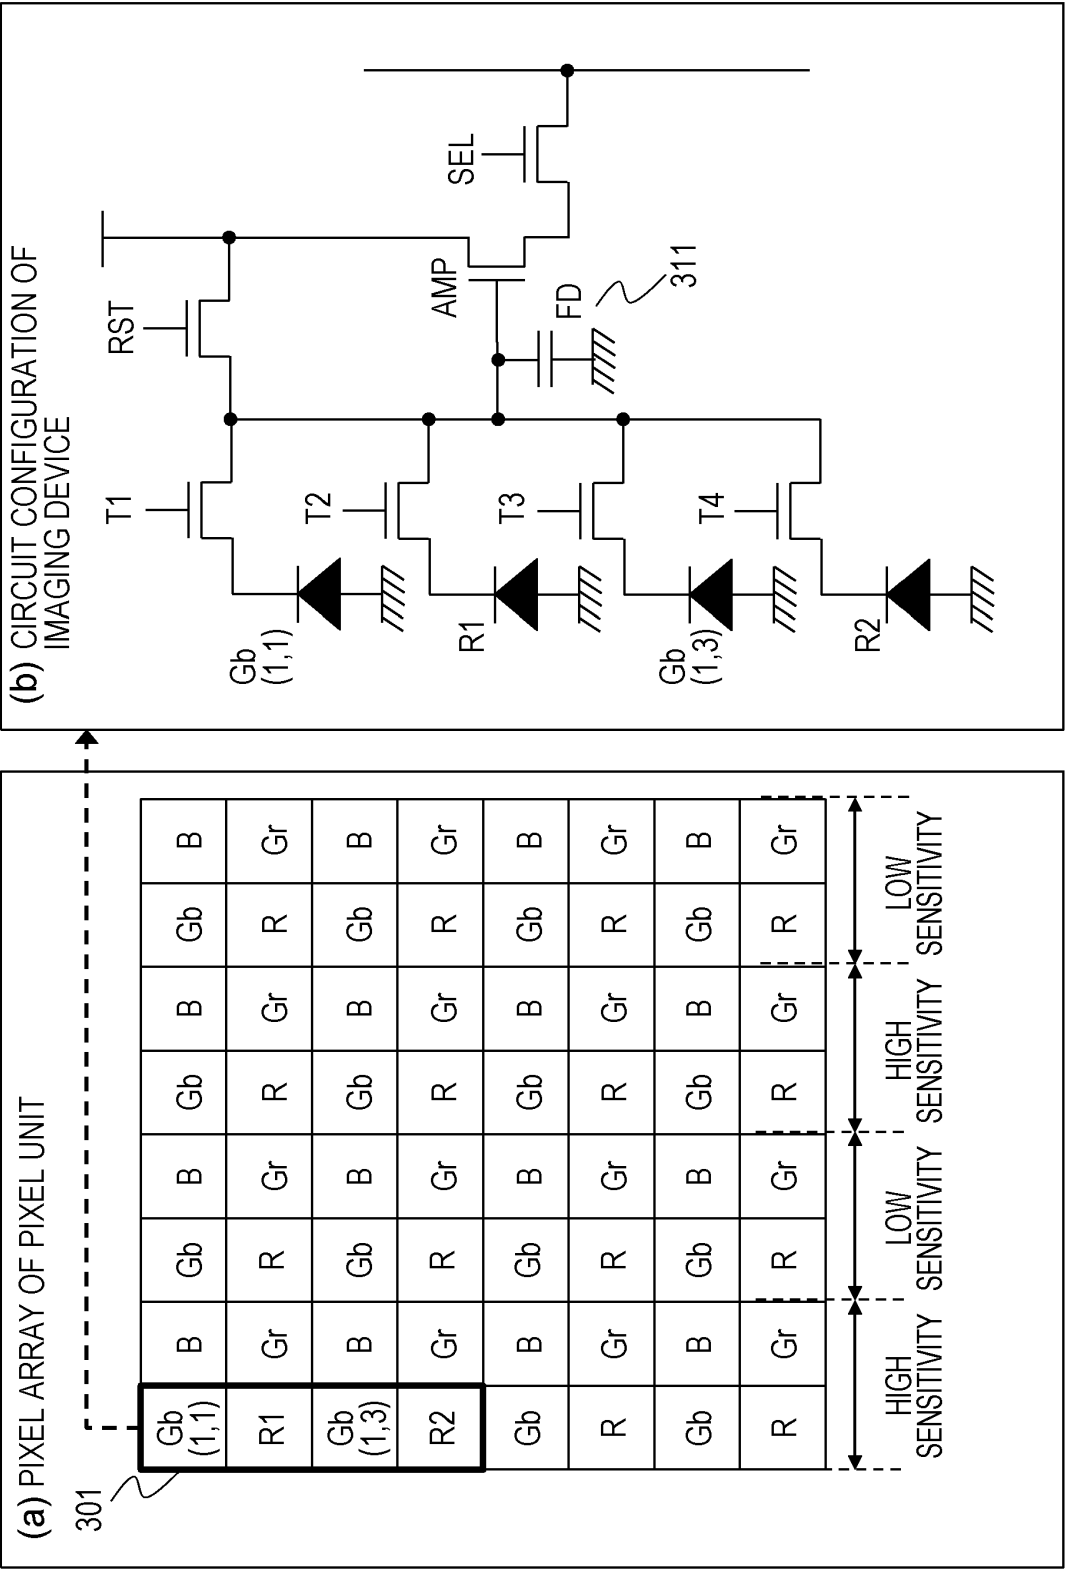 (a) PIXEL ARRAY OF PIXEL UNIT
301
Gb (1,1) B Gb B Gb B Gb B
R1 Gr R Gr R Gr R Gr
Gb (1,3) B Gb B Gb B Gb B
R2 Gr R Gr R Gr R Gr
Gb B Gb B Gb B Gb B
R Gr R Gr R Gr R Gr
Gb B Gb B Gb B Gb B
R Gr R Gr R Gr R Gr
HIGH SENSITIVITY
LOW SENSITIVITY
HIGH SENSITIVITY
LOW SENSITIVITY
(b) CIRCUIT CONFIGURATION OF
IMAGING DEVICE
T1
RST
Gb
(1,1)
T2
R1
AMP
SEL
T3
FD
311
Gb
(1,3)
T4
R2